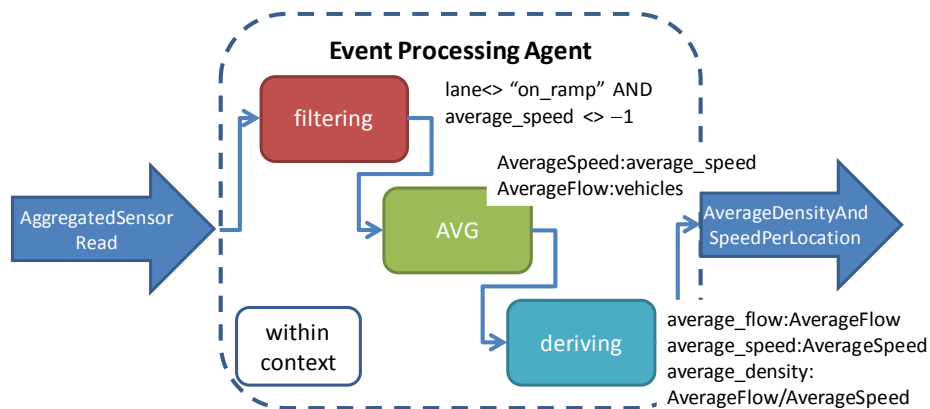 Event Processing Agent
lane<> “on_ramp” AND
average_speed <> −1
filtering
AverageSpeed:average_speed
AverageFlow:vehicles
AggregatedSensor
Read
AVG
AverageDensityAnd
SpeedPerLocation
within
context
deriving
average_flow:AverageFlow
average_speed:AverageSpeed
average_density:
AverageFlow/AverageSpeed